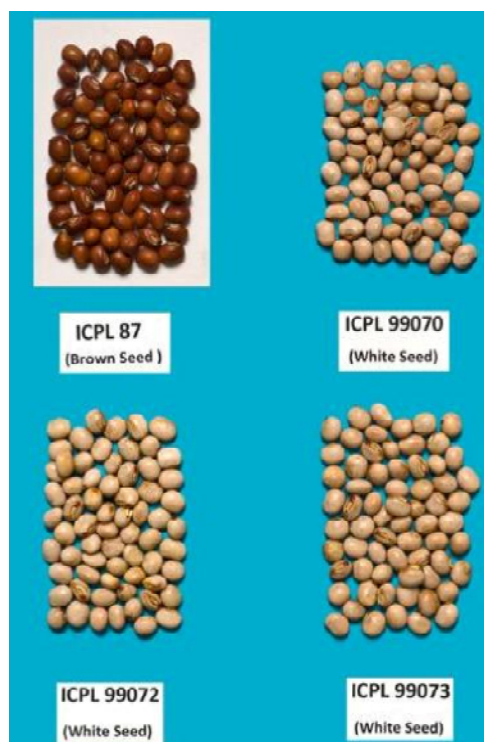 ICPL 87
(Brown Seed )
ICPL 99070
(White Seed)
ICPL 99072
(White Seed)
ICPL 99073
(White Seed)